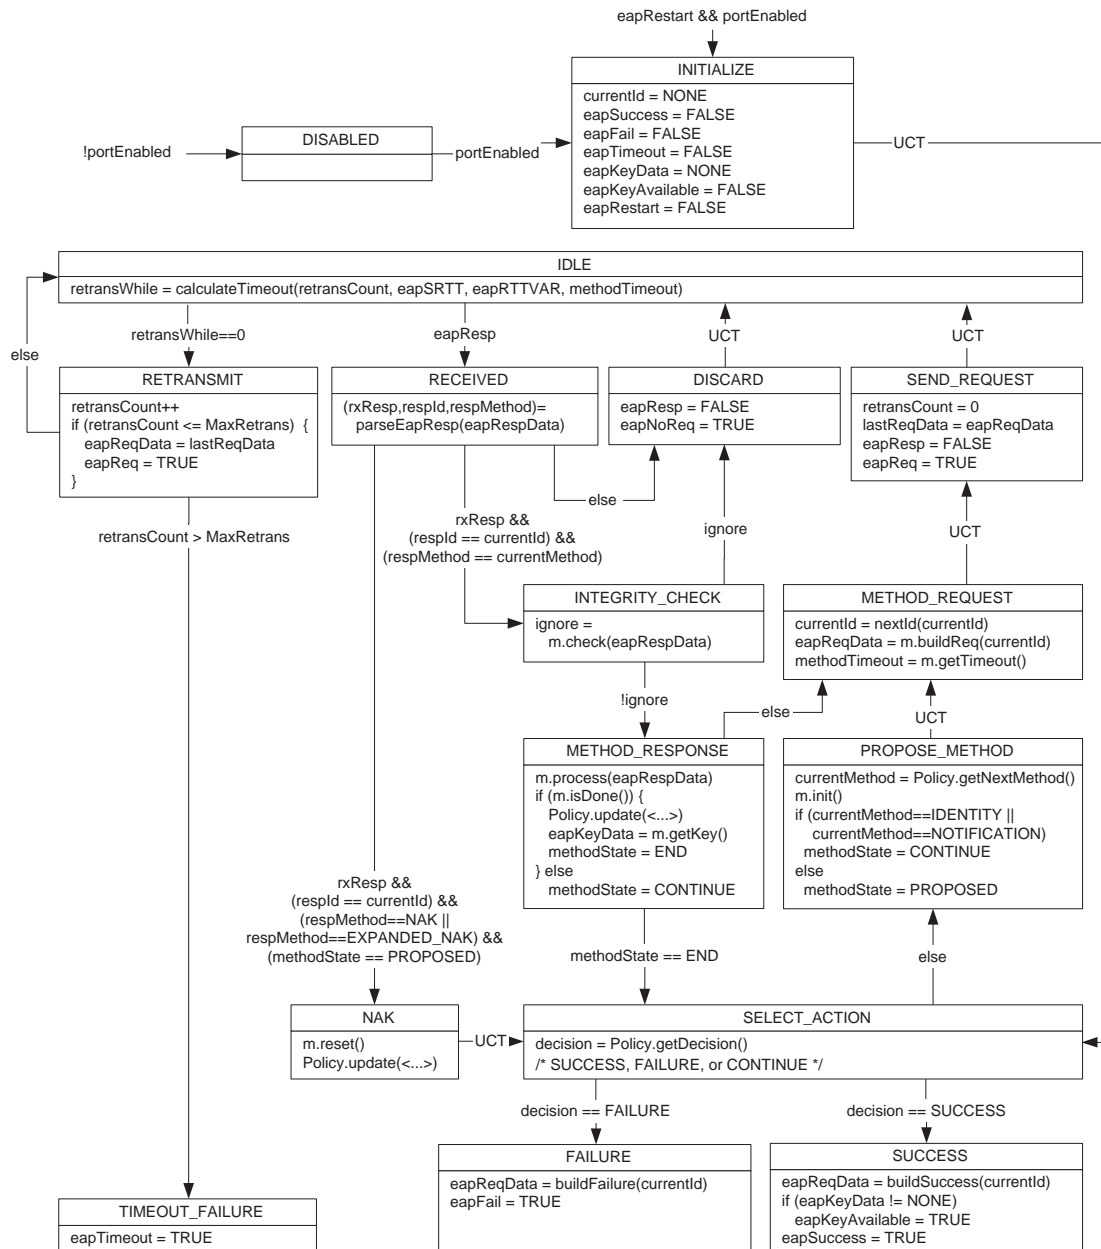 eapRestart && portEnabled
INITIALIZE
currentId = NONE
eapSuccess = FALSE
eapFail = FALSE
eapTimeout = FALSE
eapKeyData = NONE
eapKeyAvailable = FALSE
eapRestart = FALSE
!portEnabled
DISABLED
portEnabled
UCT
IDLE
retransWhile = calculateTimeout(retransCount, eapSRTT, eapRTTVAR, methodTimeout)
else
retransWhile==0
eapResp
UCT
UCT
RETRANSMIT
retransCount++
if (retransCount <= MaxRetrans) {
eapReqData = lastReqData
eapReq = TRUE
}
RECEIVED
(rxResp,respId,respMethod)=
parseEapResp(eapRespData)
DISCARD
eapResp = FALSE
eapNoReq = TRUE
SEND_REQUEST
retransCount = 0
lastReqData = eapReqData
eapResp = FALSE
eapReq = TRUE
else
retransCount > MaxRetrans
rxResp &&
(respId == currentId) &&
(respMethod == currentMethod)
ignore
UCT
INTEGRITY_CHECK
ignore =
m.check(eapRespData)
METHOD_REQUEST
currentId = nextId(currentId)
eapReqData = m.buildReq(currentId)
methodTimeout = m.getTimeout()
!ignore
else
UCT
METHOD_RESPONSE
m.process(eapRespData)
if (m.isDone()) {
Policy.update(<...>)
eapKeyData = m.getKey()
methodState = END
} else
methodState = CONTINUE
PROPOSE_METHOD
currentMethod = Policy.getNextMethod()
m.init()
if (currentMethod==IDENTITY ||
currentMethod==NOTIFICATION)
methodState = CONTINUE
else
methodState = PROPOSED
rxResp &&
(respId == currentId) &&
(respMethod==NAK ||
respMethod==EXPANDED_NAK) &&
(methodState == PROPOSED)
methodState == END
else
NAK
m.reset()
Policy.update(<...>)
UCT
SELECT_ACTION
decision = Policy.getDecision()
/* SUCCESS, FAILURE, or CONTINUE */
decision == FAILURE
decision == SUCCESS
FAILURE
eapReqData = buildFailure(currentId)
eapFail = TRUE
SUCCESS
eapReqData = buildSuccess(currentId)
if (eapKeyData != NONE)
eapKeyAvailable = TRUE
eapSuccess = TRUE
TIMEOUT_FAILURE
eapTimeout = TRUE